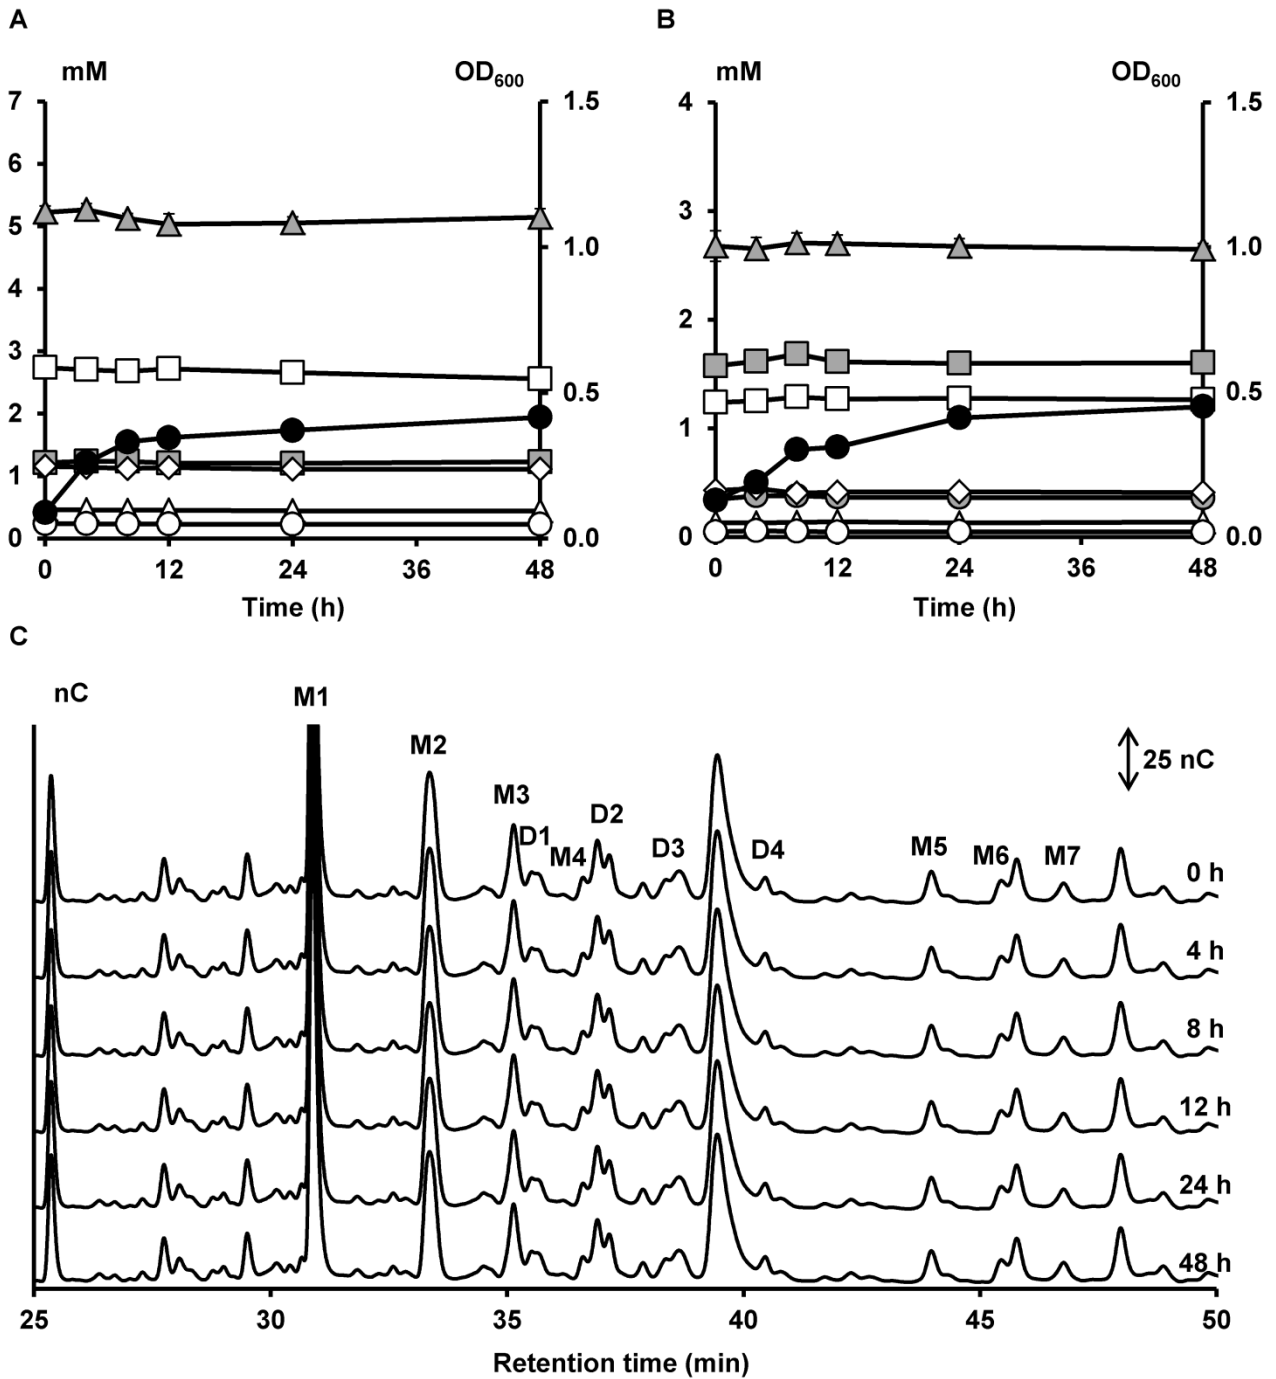 A
B
mM
OD600
mM
OD600
7
6
5
4
3
2
1
0
1.5
1.0
0.5
0.0
4
3
2
1
0
1.5
1.0
0.5
0.0
0
12
24
36
48
0
12
24
36
48
Time (h)
Time (h)
C
nC
M1
M2
M3
D1
M4
D2
D3
D4
M5
M6
M7
25 nC
0 h
4 h
8 h
12 h
24 h
48 h
25
30
35
40
45
50
Retention time (min)